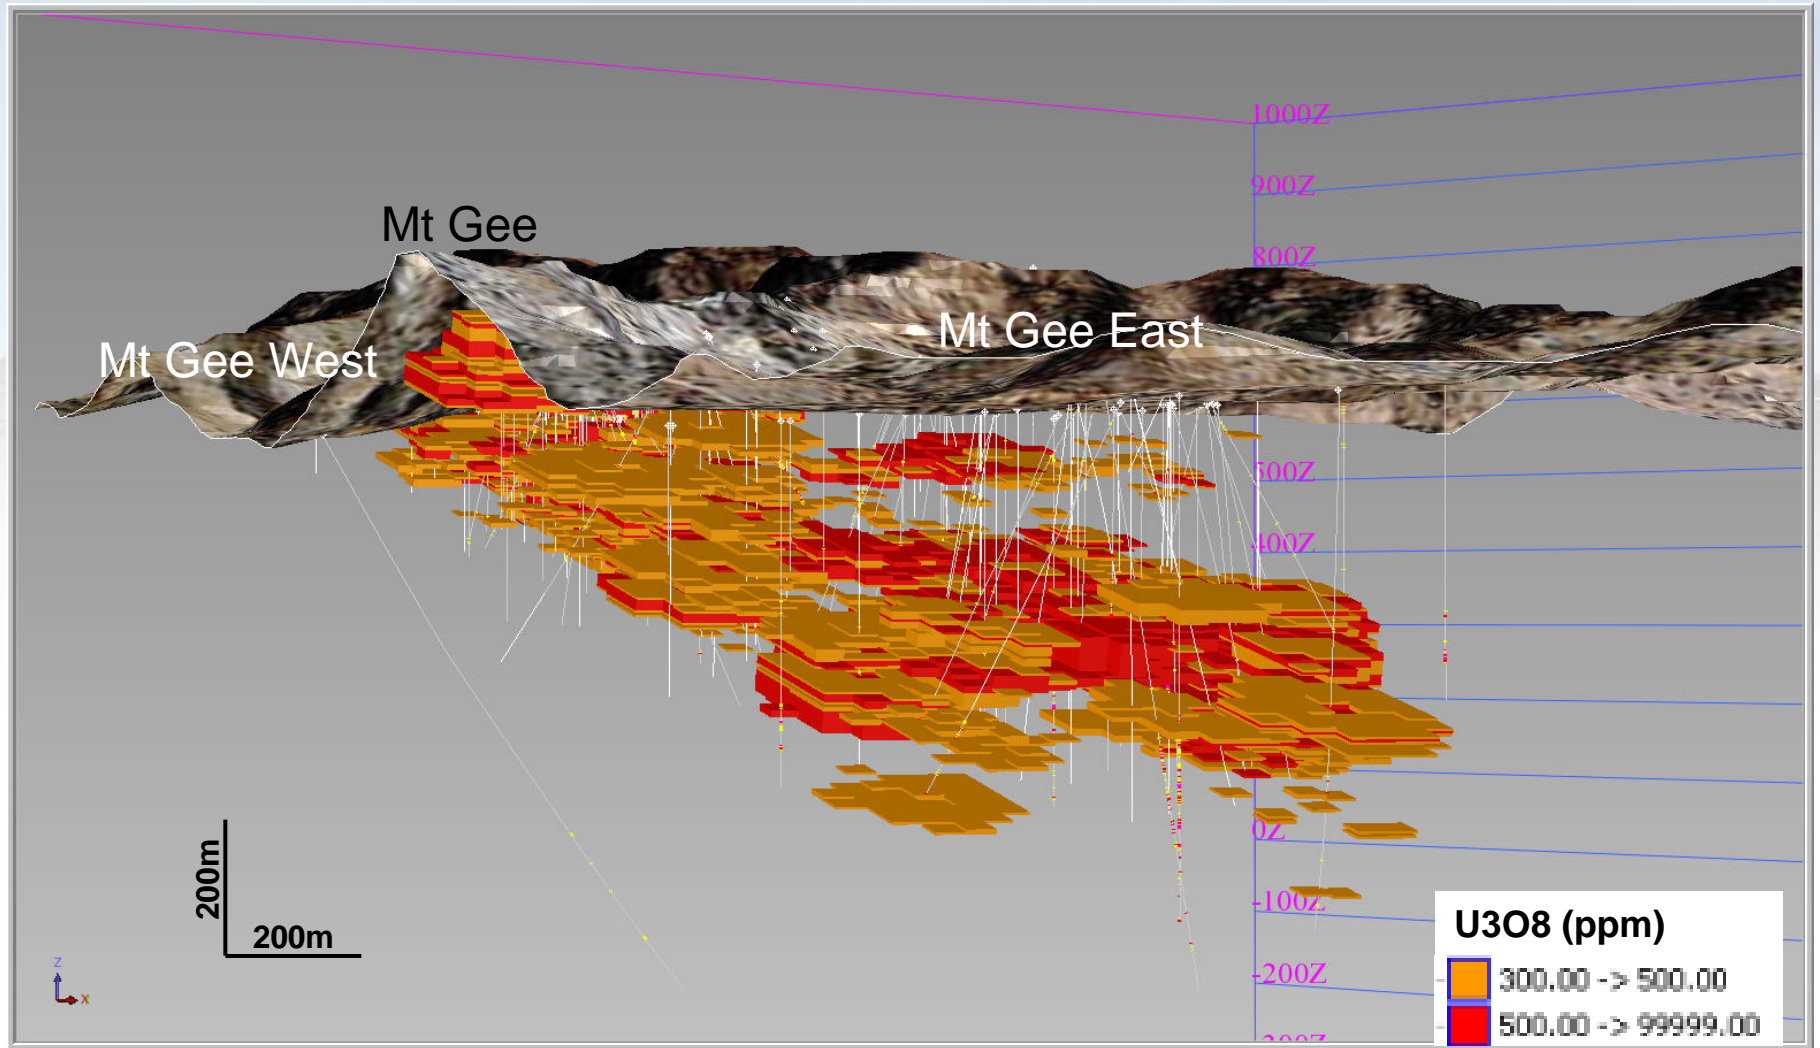 1000Z
900Z
800Z
Mt Gee
Mt Gee West
Mt Gee East
500Z
400Z
0Z
-100Z
-200Z
200m
200m
Z
X
U3O8 (ppm)
300.00 -> 500.00
500.00 -> 99999.00